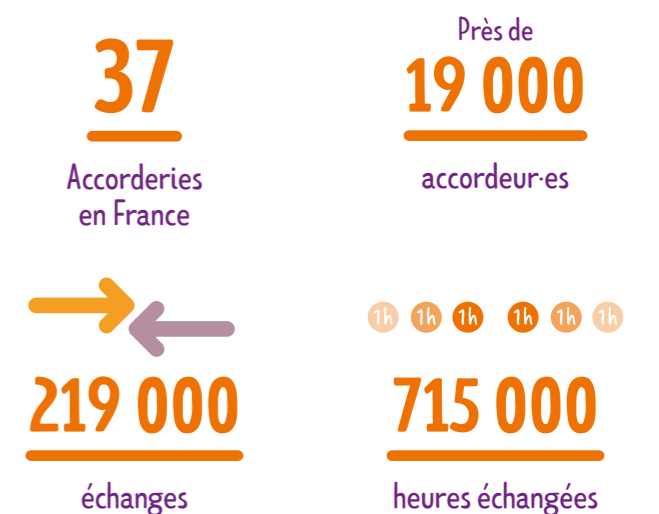 37
Accorderies
en France
Près de
19 000
accordeur·es
219 000
échanges
1h 1h 1h 1h 1h 1h
715 000
heures échangées